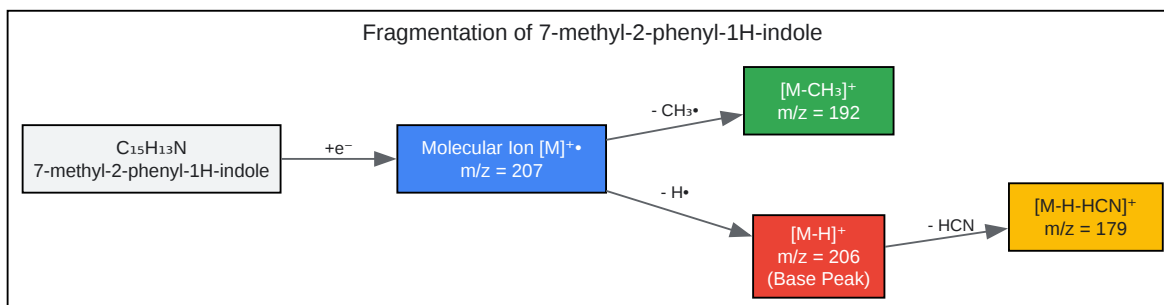 Fragmentation of 7-methyl-2-phenyl-1H-indole
C₁₅H₁₃N
7-methyl-2-phenyl-1H-indole
+e⁻
Molecular Ion [M]⁺•
m/z = 207
- CH₃•
[M-CH₃]⁺
m/z = 192
- H•
[M-H]⁺
m/z = 206
(Base Peak)
- HCN
[M-H-HCN]⁺
m/z = 179